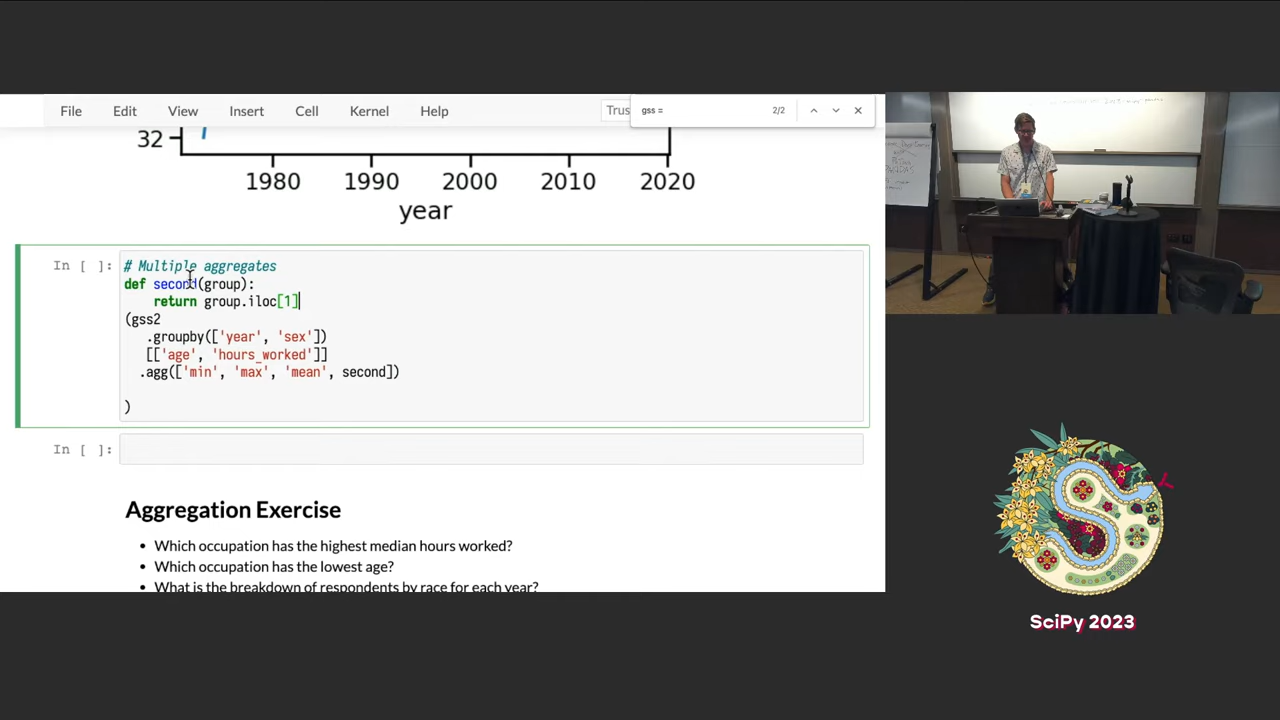 File Edit View Insert Cell Kernel Help Trus gss = 2/2
32
1980 1990 2000 2010 2020
year
In [ ]:
# Multiple aggregates
def second(group):
    return group.iloc[1]
(gss2
   .groupby(['year', 'sex'])
   [['age', 'hours_worked']]
  .agg(['min', 'max', 'mean', second])
)
In [ ]:
Aggregation Exercise
• Which occupation has the highest median hours worked?
• Which occupation has the lowest age?
• What is the breakdown of respondents by race for each year?
SciPy 2023